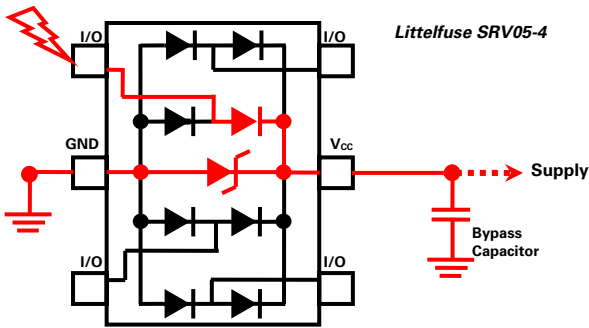 Littelfuse SRV05-4
I/O
I/O
GND
Vcc
Supply
Bypass
Capacitor
I/O
I/O